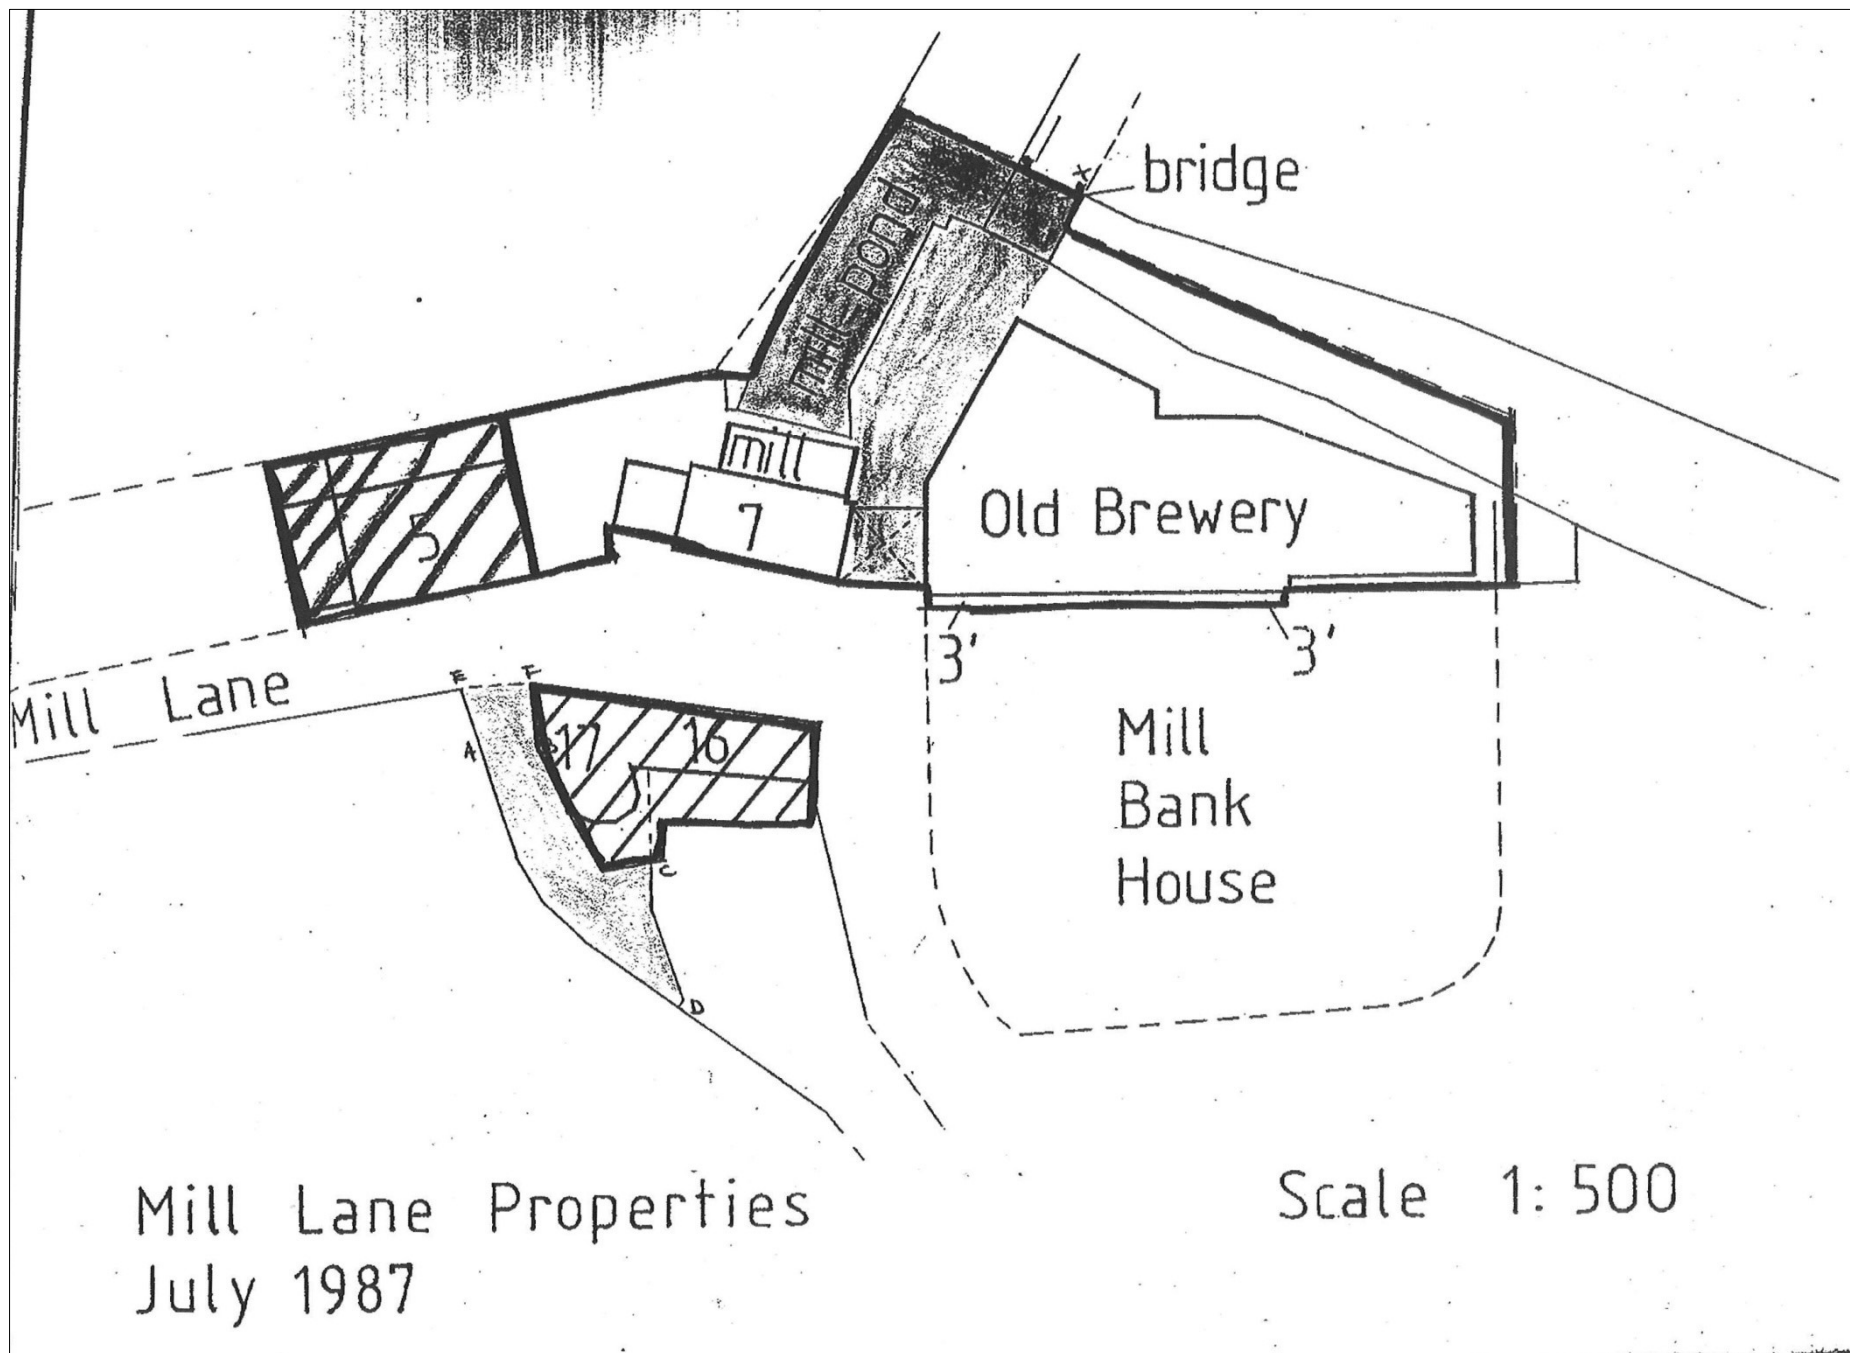 X
bridge
mill-pond
mill
5
7
Old Brewery
3'
3'
Mill Lane
E
F
A
B
17
16
C
D
Mill
Bank
House
Mill Lane Properties
July 1987
Scale 1:500